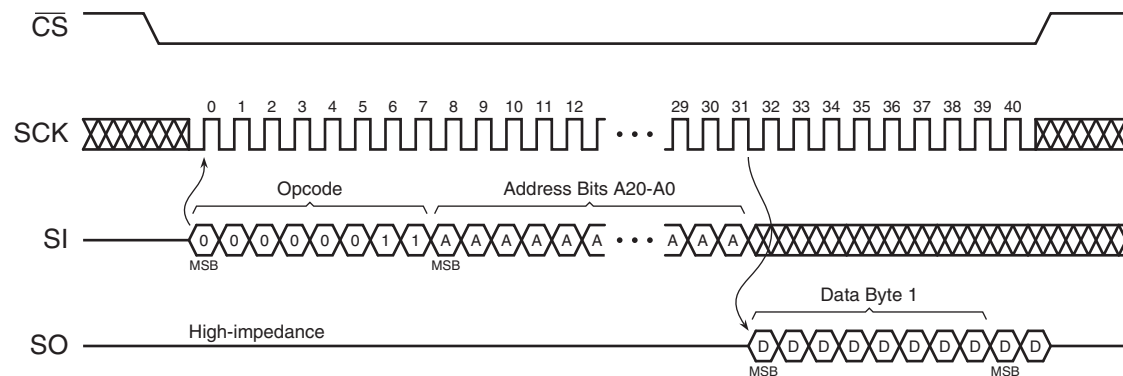 CS
0 1 2 3 4 5 6 7 8 9 10 11 12 29 30 31 32 33 34 35 36 37 38 39 40
SCK
Opcode Address Bits A20-A0
SI 0 0 0 0 0 0 1 1 A A A A A A A A A
MSB MSB
Data Byte 1
High-impedance
SO D D D D D D D D D D
MSB MSB